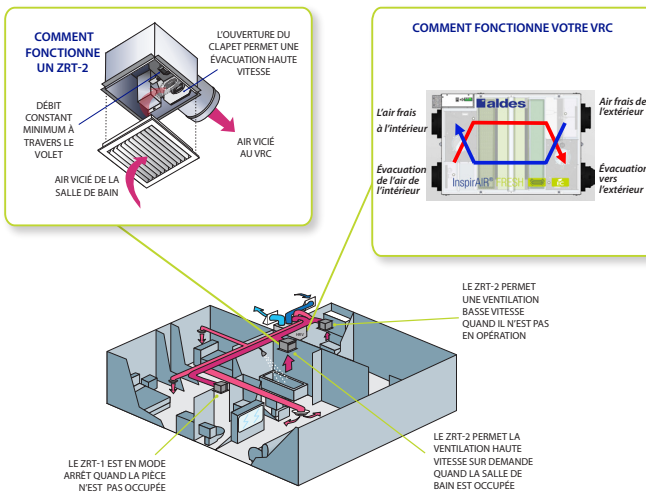 COMMENT
FONCTIONNE
UN ZRT-2
L'OUVERTURE DU
CLAPET PERMET UNE
ÉVACUATION HAUTE
VITESSE
DÉBIT
CONSTANT
MINIMUM À
TRAVERS LE
VOLET
AIR VICIÉ
AU VRC
AIR VICIÉ DE LA
SALLE DE BAIN
COMMENT FONCTIONNE VOTRE VRC
aldes
L'air frais
à l'intérieur
Air frais de
l'extérieur
Évacuation
de l'air de
l'intérieur
InspirAIR® FRESH
Évacuation
vers
l'extérieur
LE ZRT-2 PERMET
UNE VENTILATION
BASSE VITESSE
QUAND IL N'EST PAS
EN OPÉRATION
HRV
LE ZRT-1 EST EN MODE
ARRÊT QUAND LA PIÈCE
N'EST PAS OCCUPÉE
LE ZRT-2 PERMET LA
VENTILATION HAUTE
VITESSE SUR DEMANDE
QUAND LA SALLE DE
BAIN EST OCCUPÉE